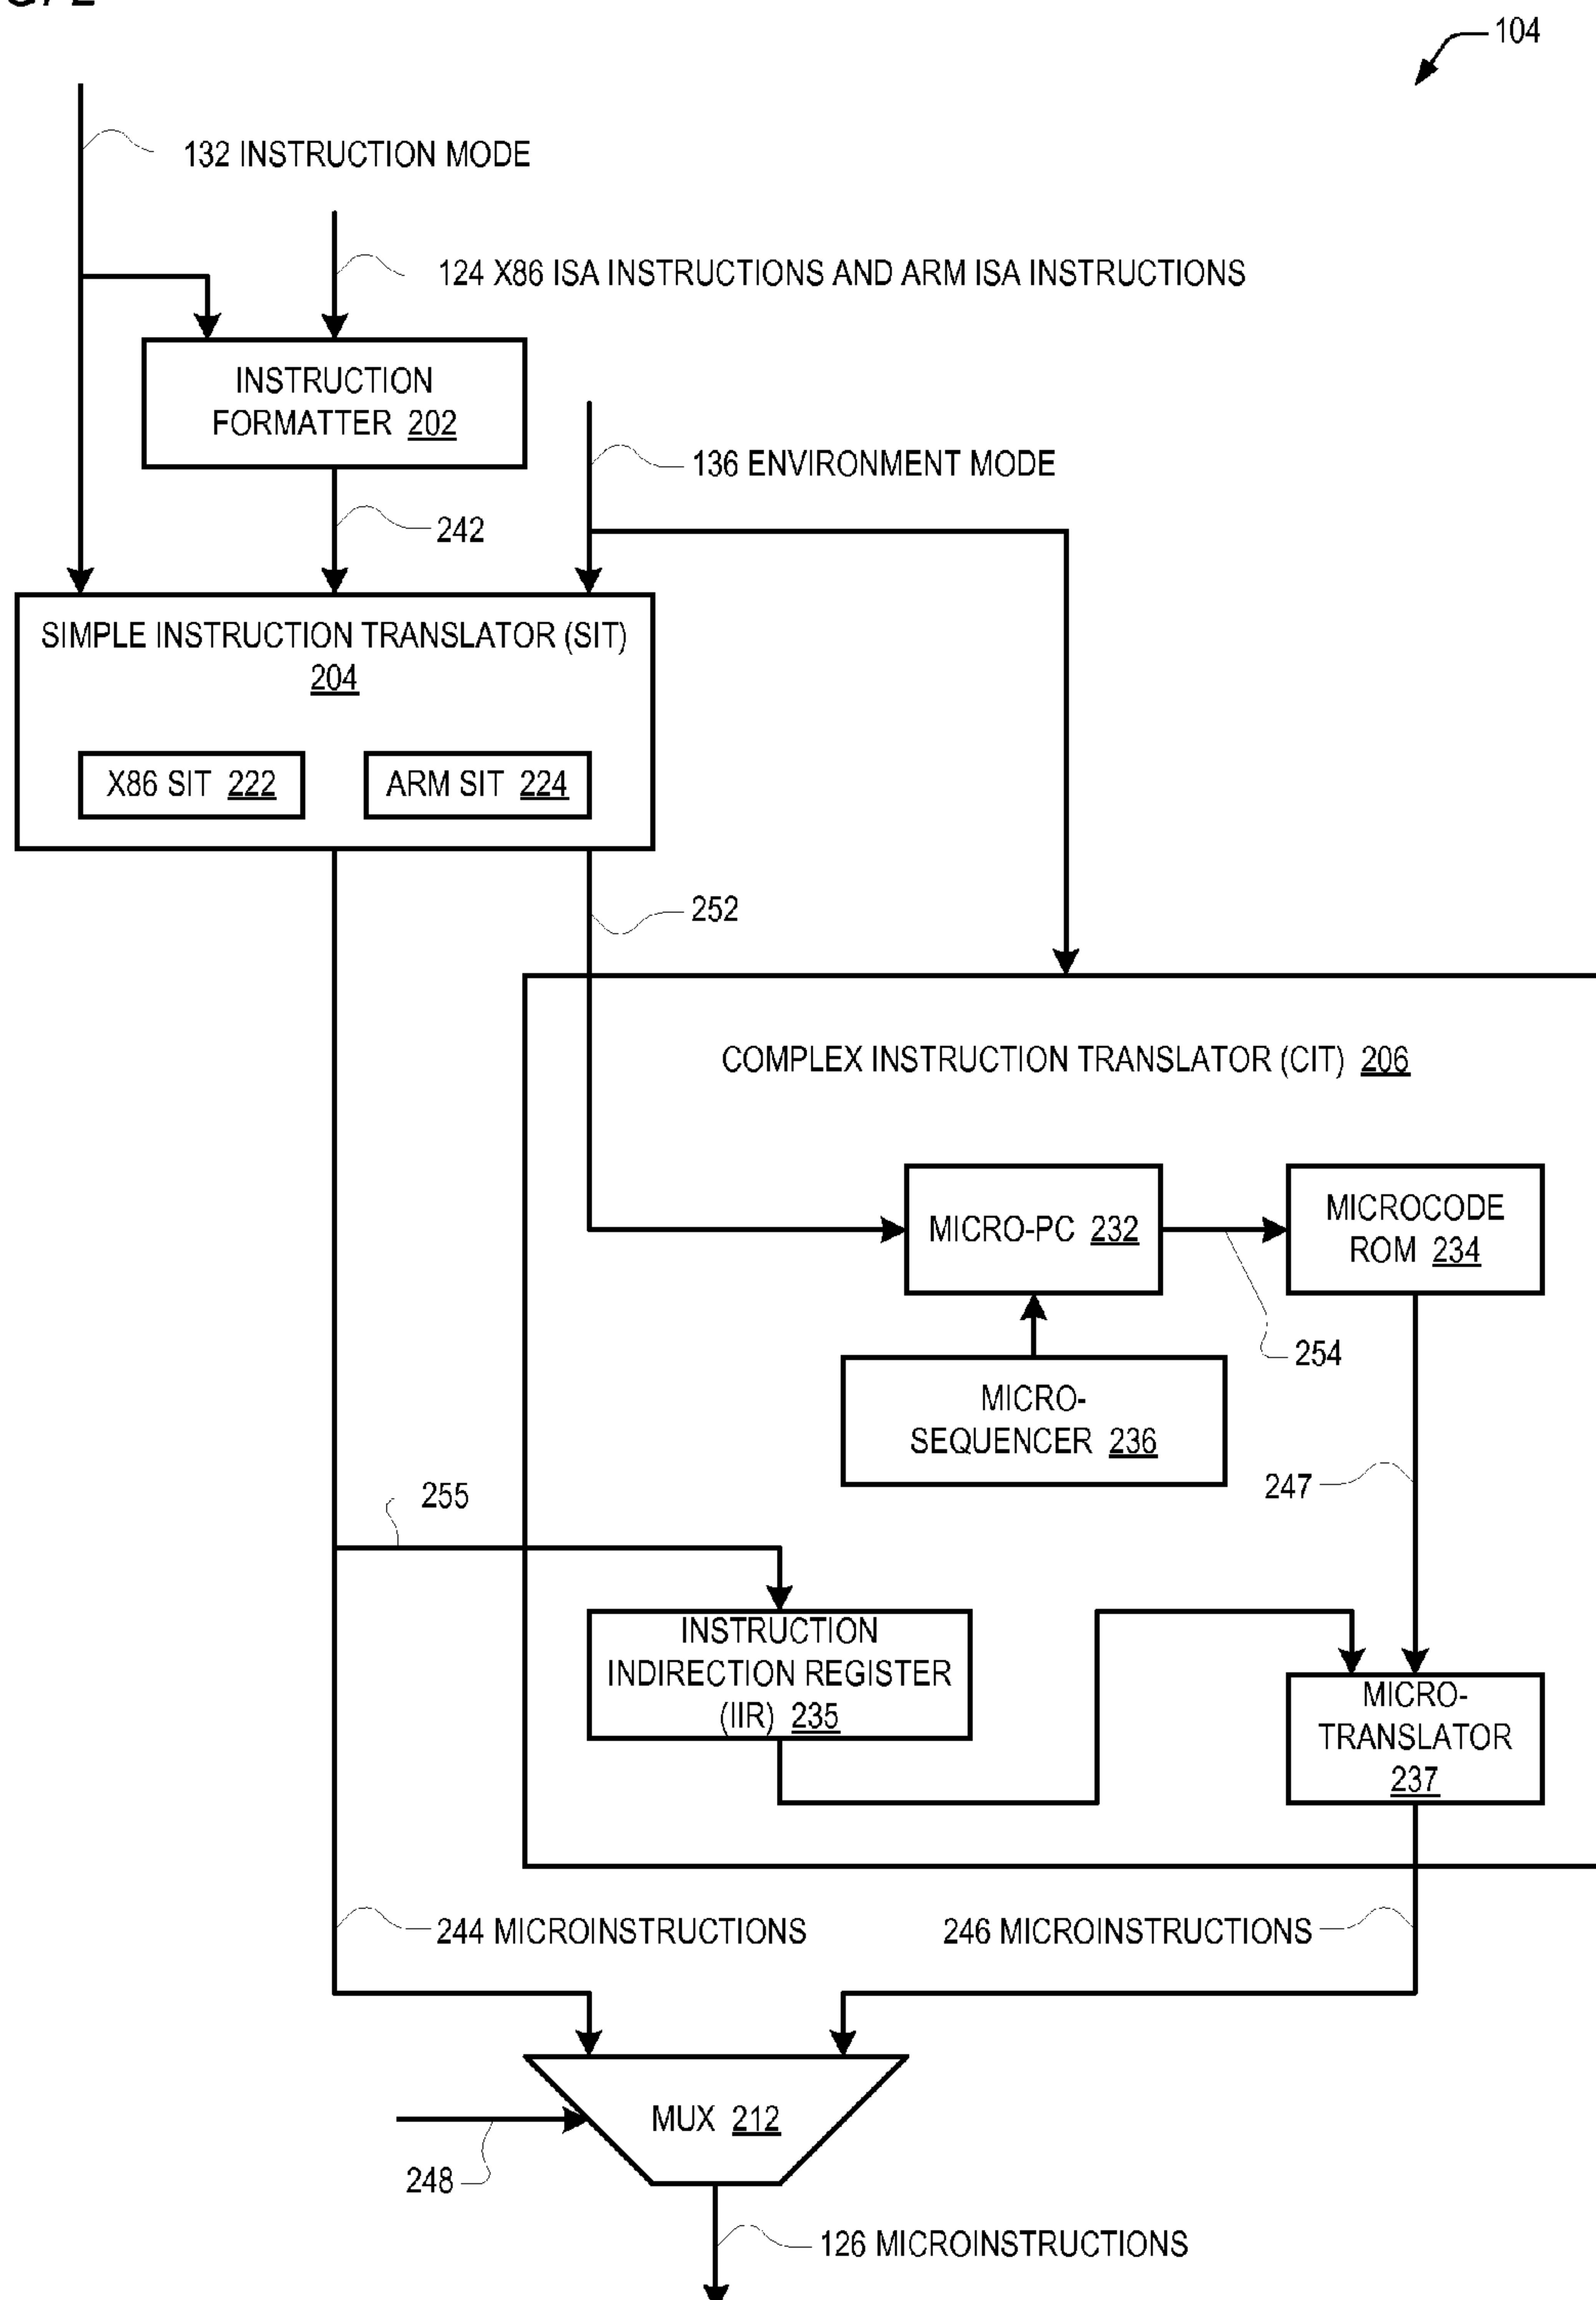 104
132 INSTRUCTION MODE
124 X86 ISA INSTRUCTIONS AND ARM ISA INSTRUCTIONS
INSTRUCTION
FORMATTER 202
136 ENVIRONMENT MODE
242
SIMPLE INSTRUCTION TRANSLATOR (SIT)
204
X86 SIT 222
ARM SIT 224
252
COMPLEX INSTRUCTION TRANSLATOR (CIT) 206
MICRO-PC 232
MICROCODE
ROM 234
254
MICRO-
SEQUENCER 236
247
255
INSTRUCTION
INDIRECTION REGISTER
(IIR) 235
MICRO-
TRANSLATOR
237
244 MICROINSTRUCTIONS
246 MICROINSTRUCTIONS
MUX 212
248
126 MICROINSTRUCTIONS